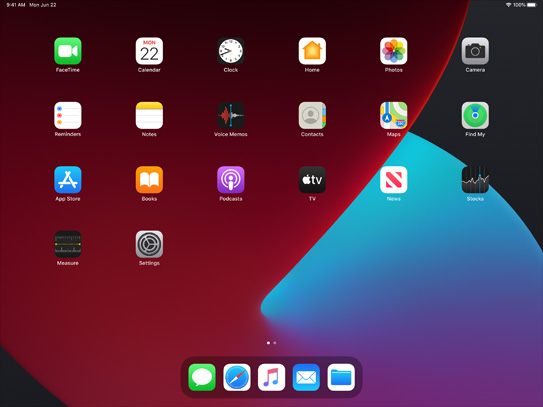 9:41 AM Mon Jun 22 100%
MON
22
FaceTime Calendar Clock Home Photos Camera
Reminders Notes Voice Memos Contacts Maps Find My
tv
App Store Books Podcasts TV News Stocks
Measure Settings